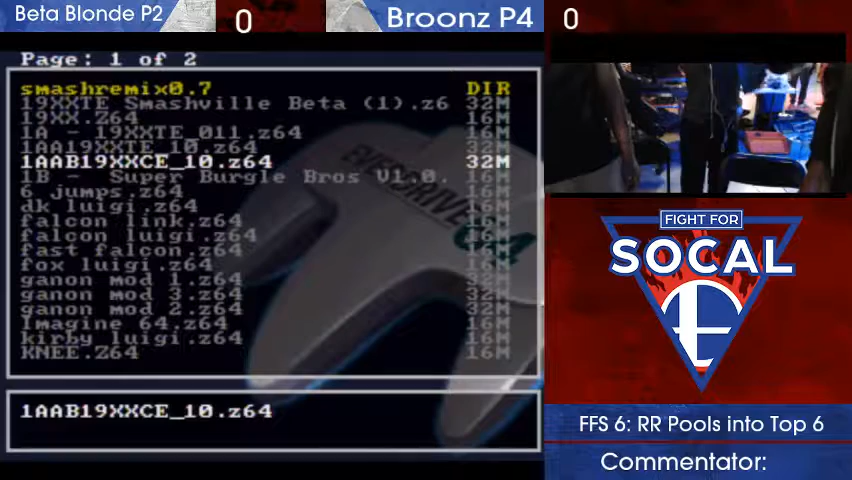 Beta Blonde P2
0
Broonz P4
0
Page: 1 of 2
smashremix0.7 DIR
19XXTE Smashville Beta (1).z6 32M
19XX.Z64 16M
1A - 19XXTE_011.z64 32M
1AA19XXTE_10.z64 32M
1AAB19XXCE_10.z64 32M
1B - Super Burgle Bros V1.0. 16M
6 jumps.z64 16M
dk luigi.z64 16M
falcon link.z64 16M
falcon luigi.z64 16M
fast falcon.z64 16M
fox luigi.z64 16M
ganon mod 1.z64 32M
ganon mod 3.z64 32M
ganon mod 2.z64 32M
Imagine 64.z64 16M
kirby luigi.z64 16M
KNEE.Z64 16M
EVERDRIVE
64
1AAB19XXCE_10.z64
FIGHT FOR
SOCAL
FFS 6: RR Pools into Top 6
Commentator: